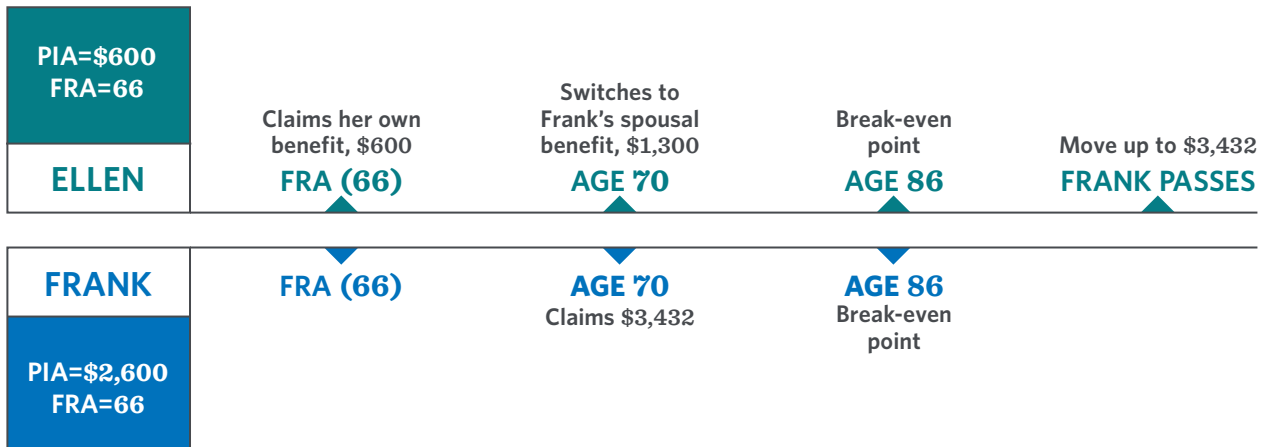 PIA=$600
FRA=66
ELLEN
Claims her own
benefit, $600
FRA (66)
Switches to
Frank's spousal
benefit, $1,300
AGE 70
Break-even
point
AGE 86
Move up to $3,432
FRANK PASSES
FRANK
PIA=$2,600
FRA=66
FRA (66)
AGE 70
Claims $3,432
AGE 86
Break-even
point